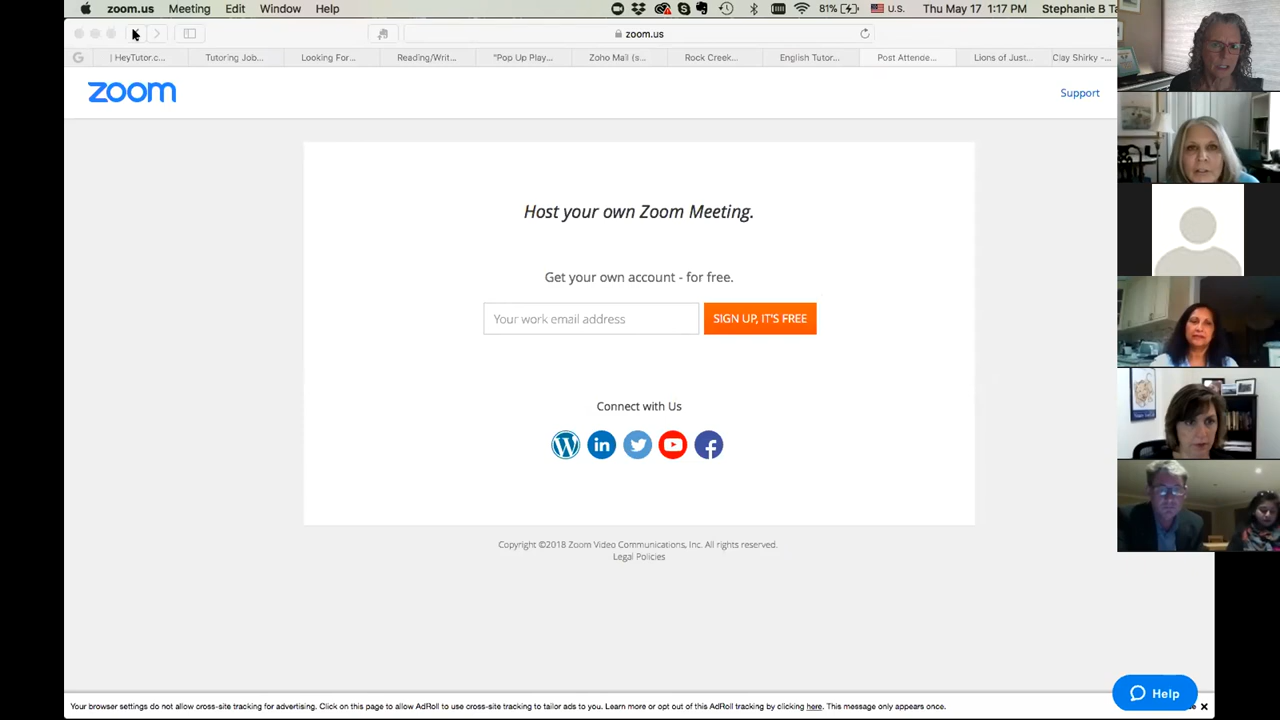 zoom.us Meeting Edit Window Help 81% U.S. Thu May 17 1:17 PM Stephanie B Ta
zoom.us
| HeyTutor.c... Tutoring Job... Looking For... Reading/Writ... "Pop Up Play... Zoho Mail (s... Rock Creek... English Tutor... Post Attende... Lions of Just... Clay Shirky -...
zoom
Support
Host your own Zoom Meeting.
Get your own account - for free.
Your work email address
SIGN UP, IT'S FREE
Connect with Us
Copyright ©2018 Zoom Video Communications, Inc. All rights reserved.
Legal Policies
Help
Your browser settings do not allow cross-site tracking for advertising. Click on this page to allow AdRoll to use cross-site tracking to tailor ads to you. Learn more or opt out of this AdRoll tracking by clicking here. This message only appears once.